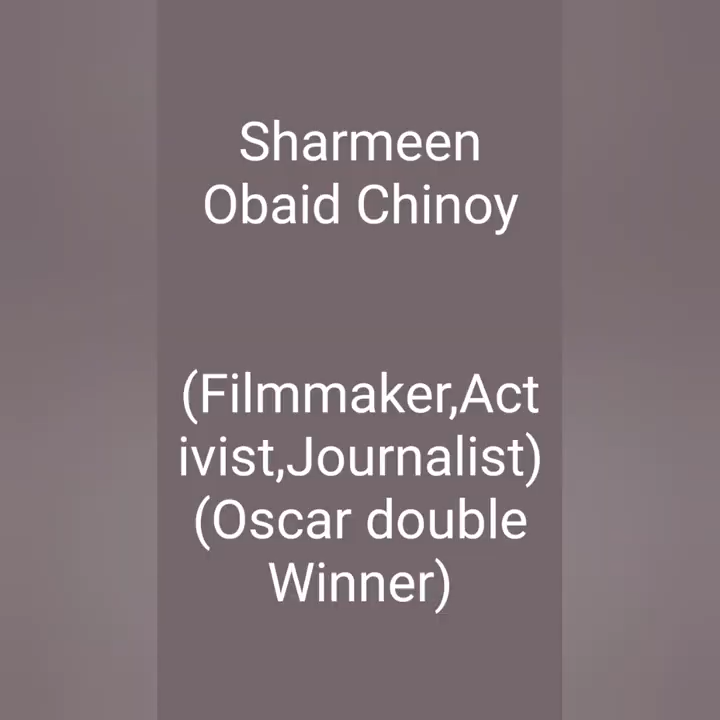 Sharmeen
Obaid Chinoy
(Filmmaker,Act
ivist,Journalist)
(Oscar double
Winner)